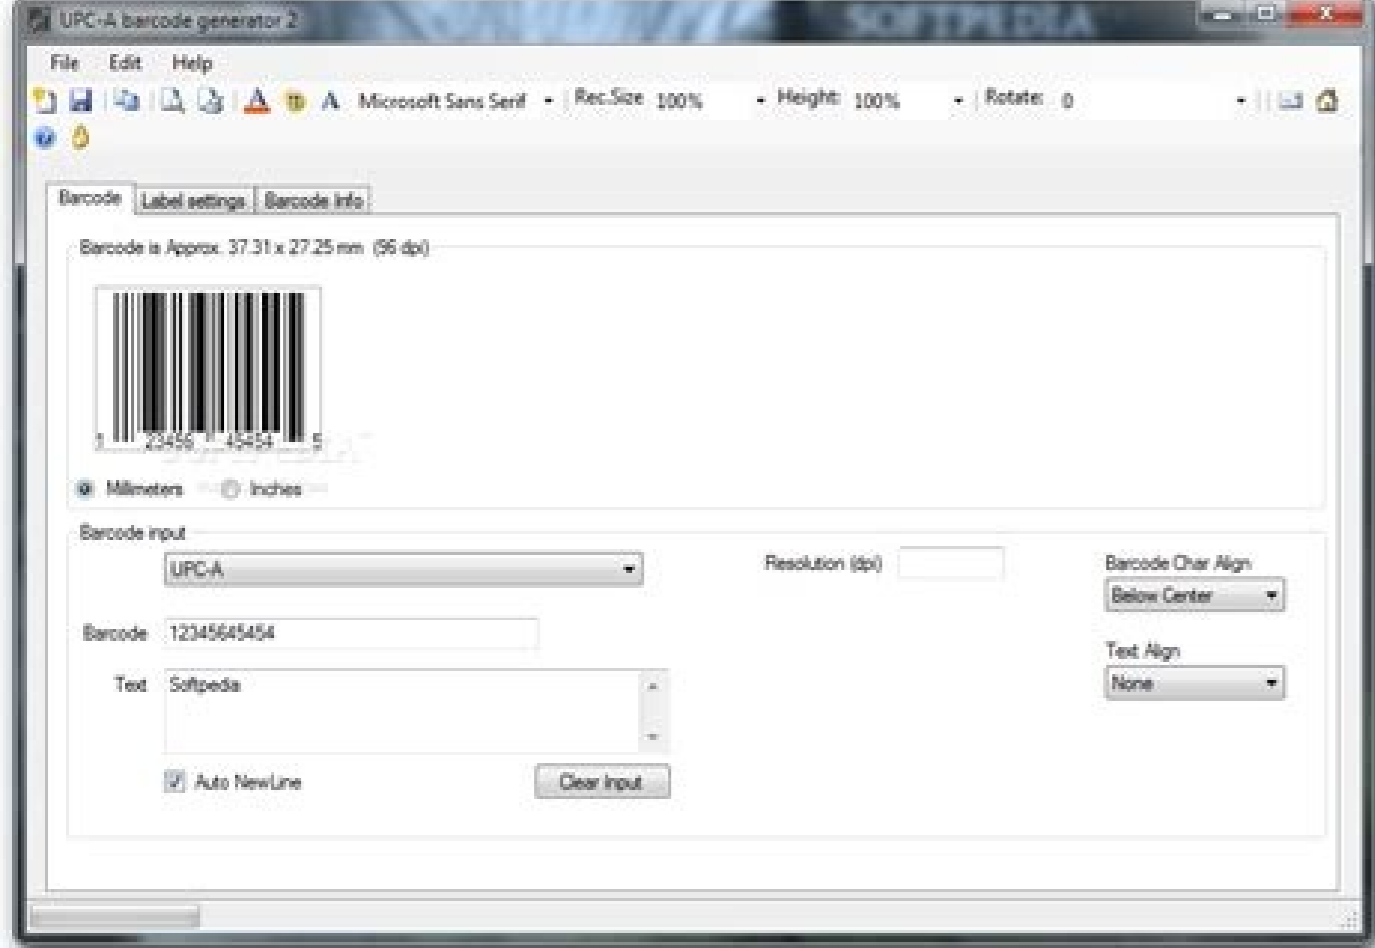 UPC-A barcode generator 2
SOFTPEDIA
File Edit Help
A A Microsoft Sans Serif Rec.Size 100% Height: 100% Rotate: 0
Barcode Label settings Barcode Info
Barcode is Approx. 37.31 x 27.25 mm (96 dpi)
1 23456 45454 5
Millimeters Inches
Barcode input
UPC-A Resolution (dpi) Barcode Char Align
Below Center
Barcode 12345645454
Text Align
Text Softpedia None
Auto NewLine Clear Input